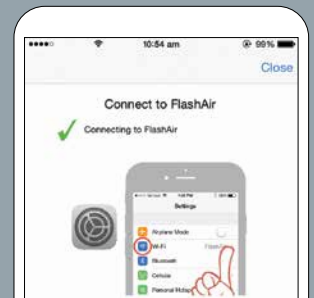 10:54 am 99%
Close
Connect to FlashAir
Connecting to FlashAir
Settings
Airplane Mode
Wi-Fi
Bluetooth
Cellular
Personal